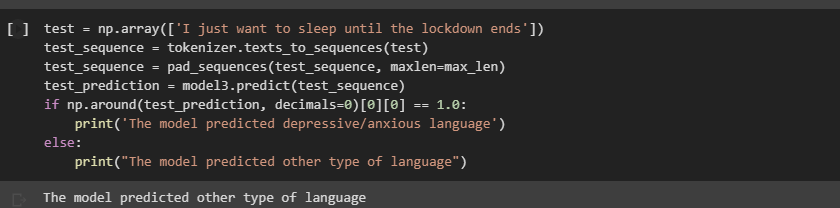 [ ] test = np.array(['I just want to sleep until the lockdown ends'])
test_sequence = tokenizer.texts_to_sequences(test)
test_sequence = pad_sequences(test_sequence, maxlen=max_len)
test_prediction = model3.predict(test_sequence)
if np.around(test_prediction, decimals=0)[0][0] == 1.0:
    print('The model predicted depressive/anxious language')
else:
    print("The model predicted other type of language")
The model predicted other type of language